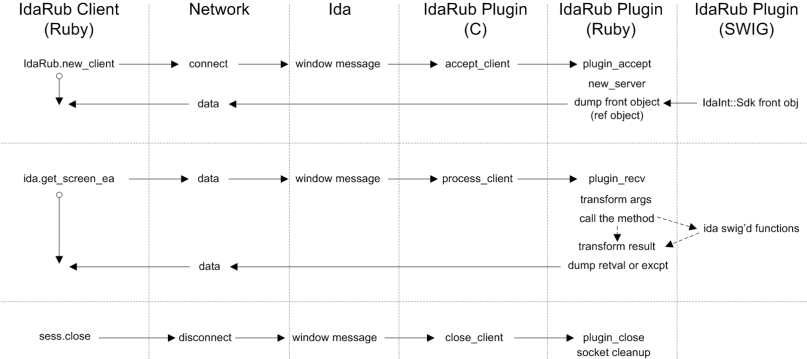 IdaRub Client
(Ruby)
Network
Ida
IdaRub Plugin
(C)
IdaRub Plugin
(Ruby)
IdaRub Plugin
(SWIG)
IdaRub.new_client
connect
window message
accept_client
plugin_accept
new_server
data
dump front object
(ref object)
IdaInt::Sdk front obj
ida.get_screen_ea
data
window message
process_client
plugin_recv
transform args
call the method
ida swig'd functions
transform result
data
dump retval or excpt
sess.close
disconnect
window message
close_client
plugin_close
socket cleanup